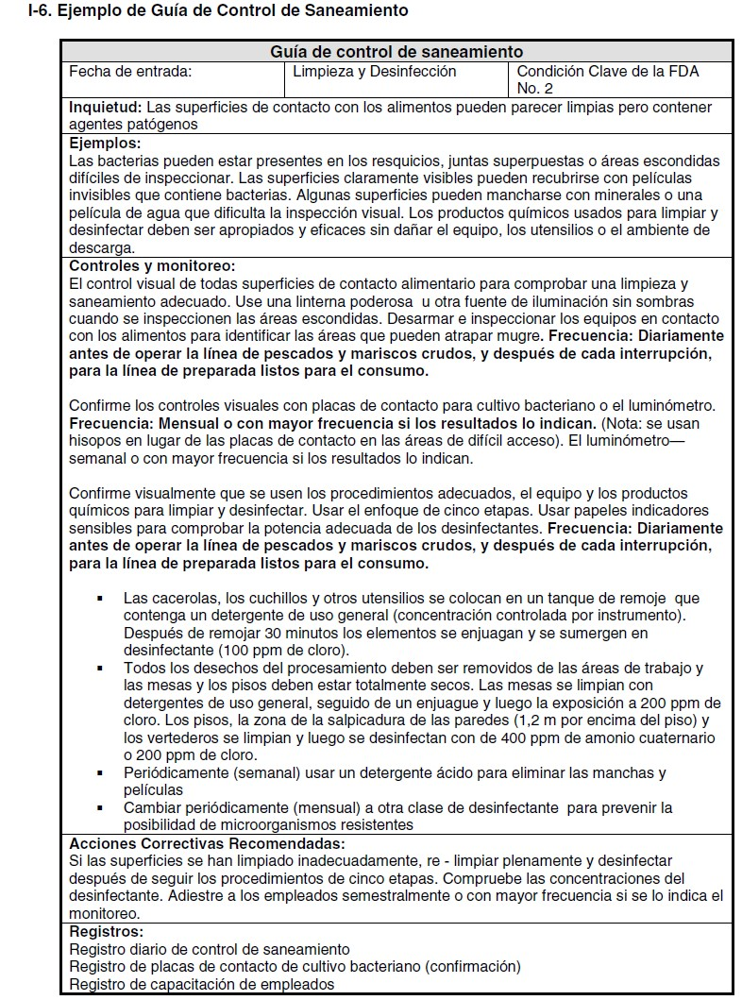 I-6. Ejemplo de Guía de Control de Saneamiento
Guía de control de saneamiento
Fecha de entrada:
Limpieza y Desinfección
Condición Clave de la FDA
No. 2
Inquietud: Las superficies de contacto con los alimentos pueden parecer limpias pero contener
agentes patógenos
Ejemplos:
Las bacterias pueden estar presentes en los resquicios, juntas superpuestas o áreas escondidas
difíciles de inspeccionar. Las superficies claramente visibles pueden recubrirse con películas
invisibles que contiene bacterias. Algunas superficies pueden mancharse con minerales o una
película de agua que dificulta la inspección visual. Los productos químicos usados para limpiar y
desinfectar deben ser apropiados y eficaces sin dañar el equipo, los utensilios o el ambiente de
descarga.
Controles y monitoreo:
El control visual de todas superficies de contacto alimentario para comprobar una limpieza y
saneamiento adecuado. Use una linterna poderosa u otra fuente de iluminación sin sombras
cuando se inspeccionen las áreas escondidas. Desarmar e inspeccionar los equipos en contacto
con los alimentos para identificar las áreas que pueden atrapar mugre. Frecuencia: Diariamente
antes de operar la línea de pescados y mariscos crudos, y después de cada interrupción,
para la línea de preparada listos para el consumo.
Confirme los controles visuales con placas de contacto para cultivo bacteriano o el luminómetro.
Frecuencia: Mensual o con mayor frecuencia si los resultados lo indican. (Nota: se usan
hisopos en lugar de las placas de contacto en las áreas de difícil acceso). El luminómetro—
semanal o con mayor frecuencia si los resultados lo indican.
Confirme visualmente que se usen los procedimientos adecuados, el equipo y los productos
químicos para limpiar y desinfectar. Usar el enfoque de cinco etapas. Usar papeles indicadores
sensibles para comprobar la potencia adecuada de los desinfectantes. Frecuencia: Diariamente
antes de operar la línea de pescados y mariscos crudos, y después de cada interrupción,
para la línea de preparada listos para el consumo.
▪ Las cacerolas, los cuchillos y otros utensilios se colocan en un tanque de remoje que
contenga un detergente de uso general (concentración controlada por instrumento).
Después de remojar 30 minutos los elementos se enjuagan y se sumergen en
desinfectante (100 ppm de cloro).
▪ Todos los desechos del procesamiento deben ser removidos de las áreas de trabajo y
las mesas y los pisos deben estar totalmente secos. Las mesas se limpian con
detergentes de uso general, seguido de un enjuague y luego la exposición a 200 ppm de
cloro. Los pisos, la zona de la salpicadura de las paredes (1,2 m por encima del piso) y
los vertederos se limpian y luego se desinfectan con de 400 ppm de amonio cuaternario
o 200 ppm de cloro.
▪ Periódicamente (semanal) usar un detergente ácido para eliminar las manchas y
películas
▪ Cambiar periódicamente (mensual) a otra clase de desinfectante para prevenir la
posibilidad de microorganismos resistentes
Acciones Correctivas Recomendadas:
Si las superficies se han limpiado inadecuadamente, re - limpiar plenamente y desinfectar
después de seguir los procedimientos de cinco etapas. Compruebe las concentraciones del
desinfectante. Adiestre a los empleados semestralmente o con mayor frecuencia si se lo indica el
monitoreo.
Registros:
Registro diario de control de saneamiento
Registro de placas de contacto de cultivo bacteriano (confirmación)
Registro de capacitación de empleados